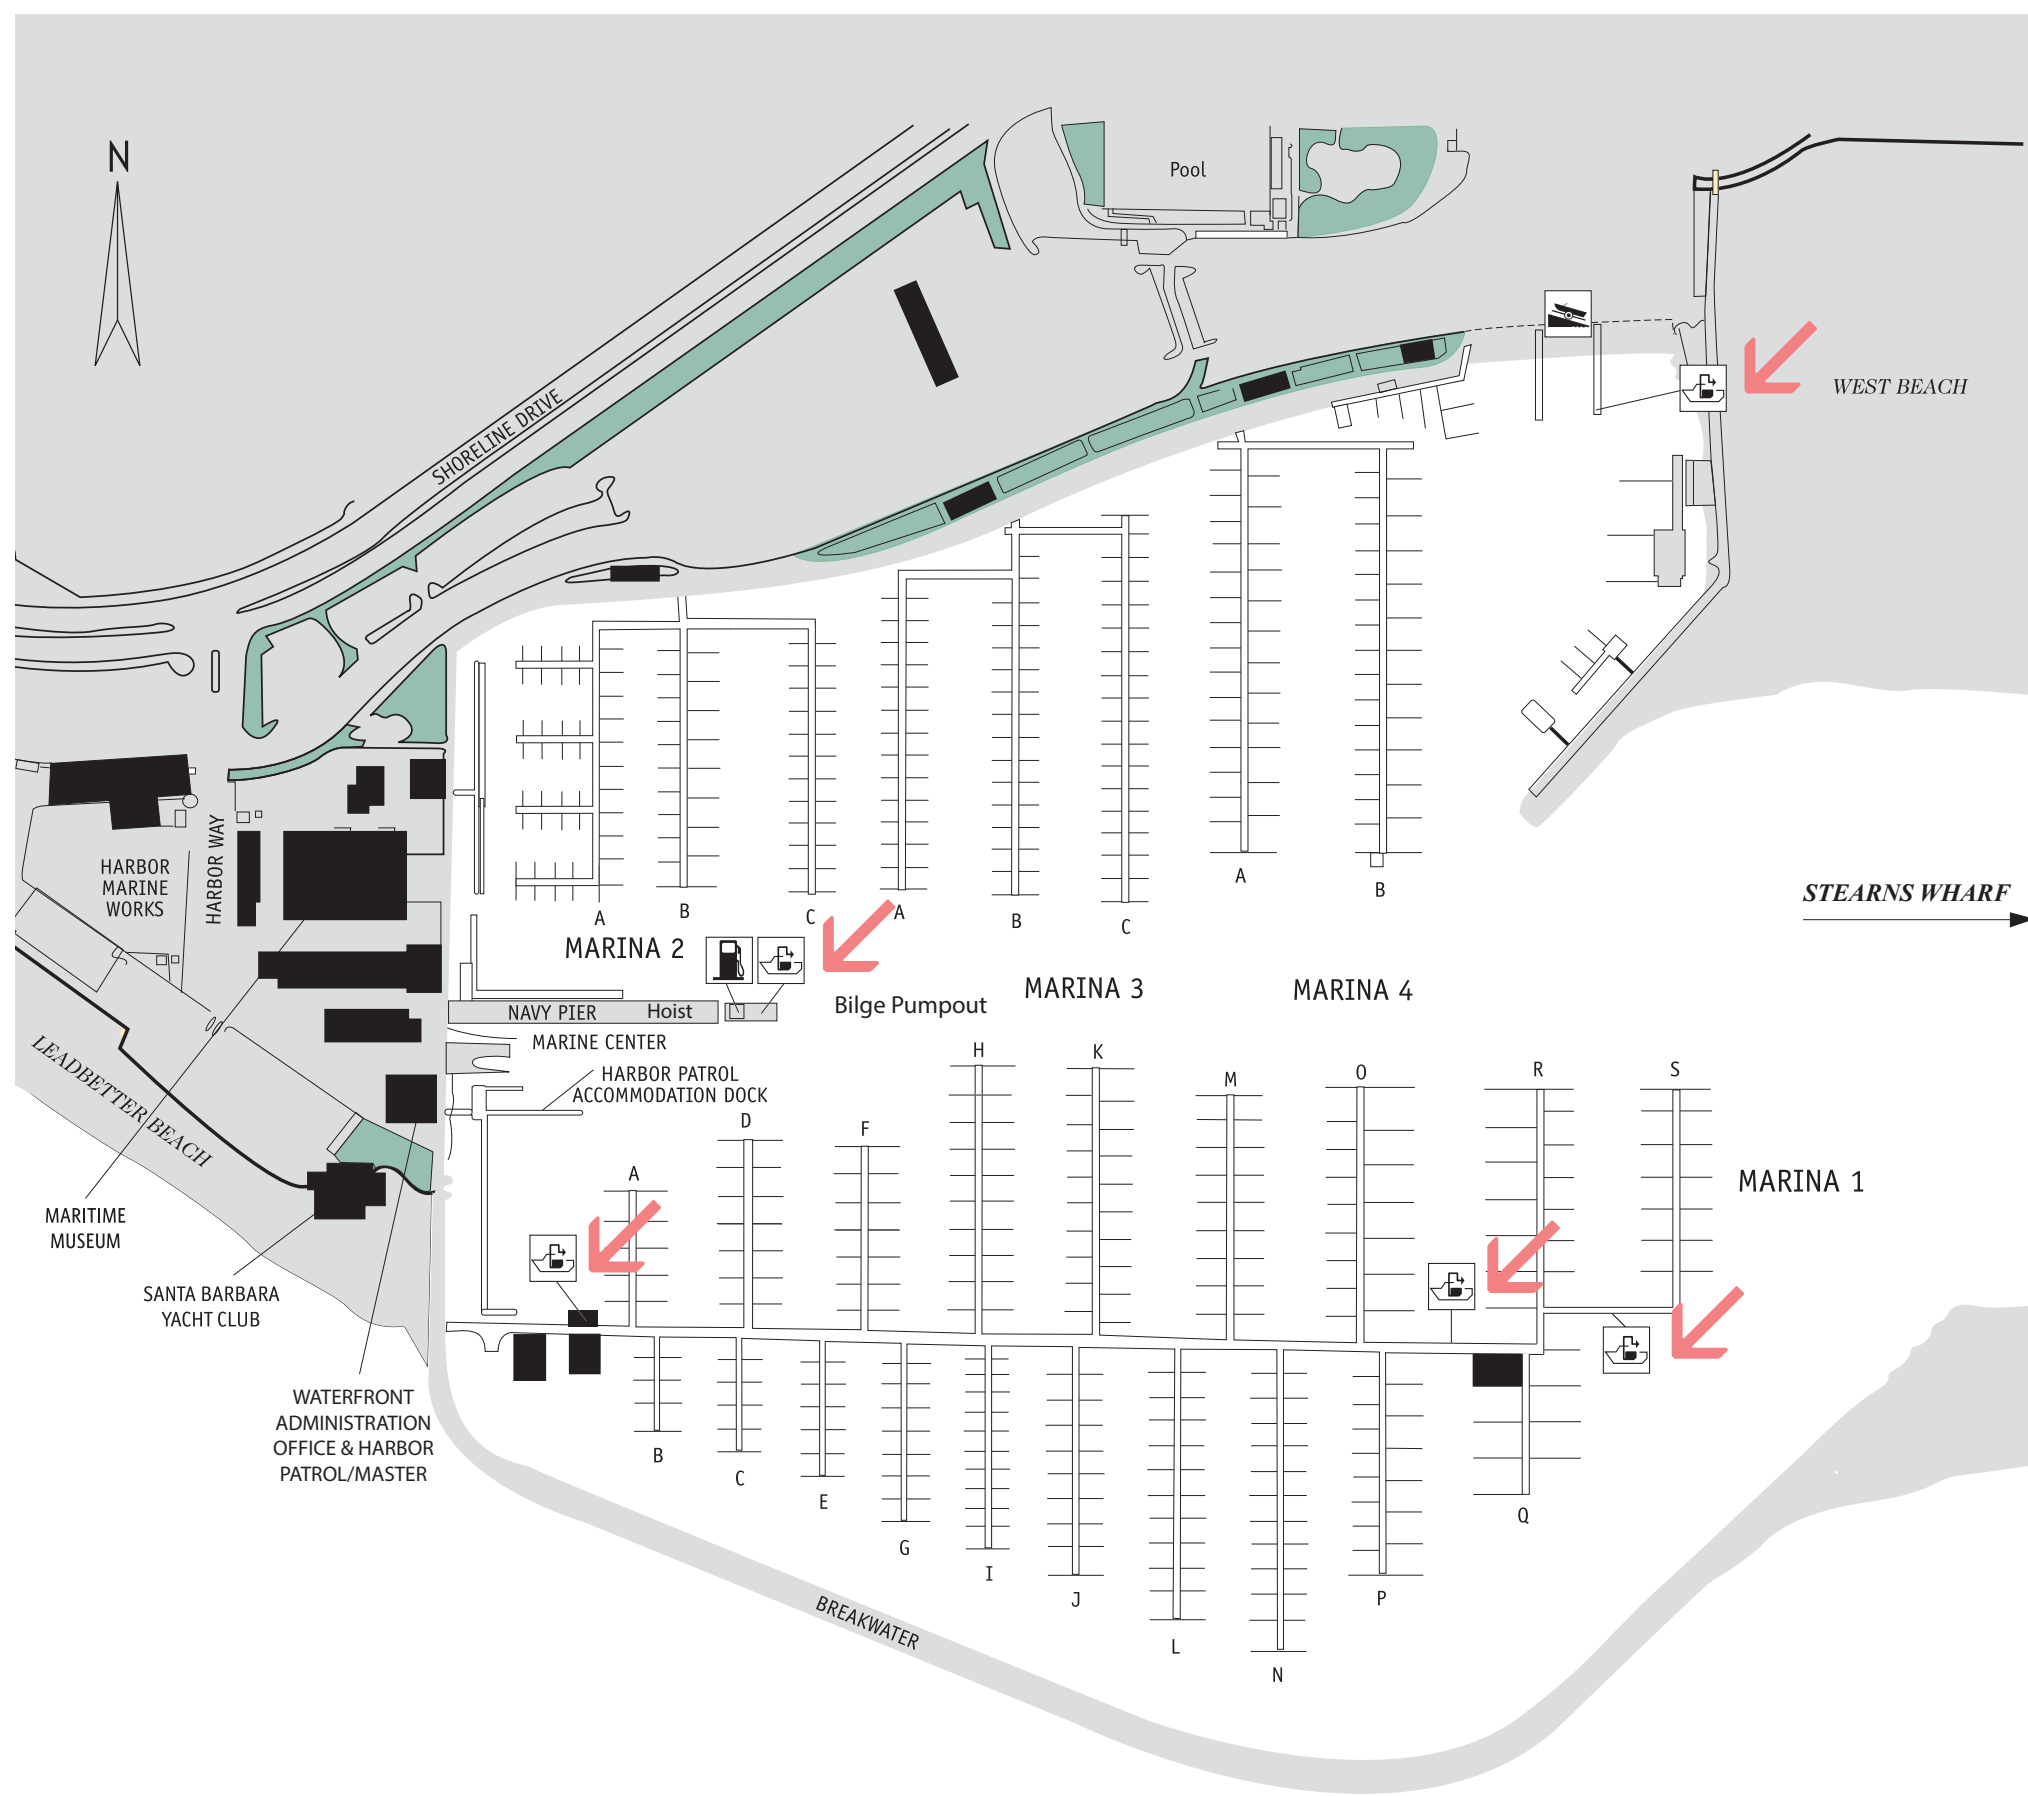 N
Pool
SHORELINE DRIVE
WEST BEACH
HARBOR
MARINE
WORKS
HARBOR WAY
STEARNS WHARF
A
B
C
MARINA 2
A
B
C
MARINA 3
A
B
MARINA 4
NAVY PIER
Hoist
Bilge Pumpout
MARINE CENTER
HARBOR PATROL
ACCOMMODATION DOCK
LEADBETTER BEACH
MARITIME
MUSEUM
SANTA BARBARA
YACHT CLUB
WATERFRONT
ADMINISTRATION
OFFICE & HARBOR
PATROL/MASTER
A
D
F
H
K
M
O
R
S
MARINA 1
B
C
E
G
I
J
L
N
P
Q
BREAKWATER